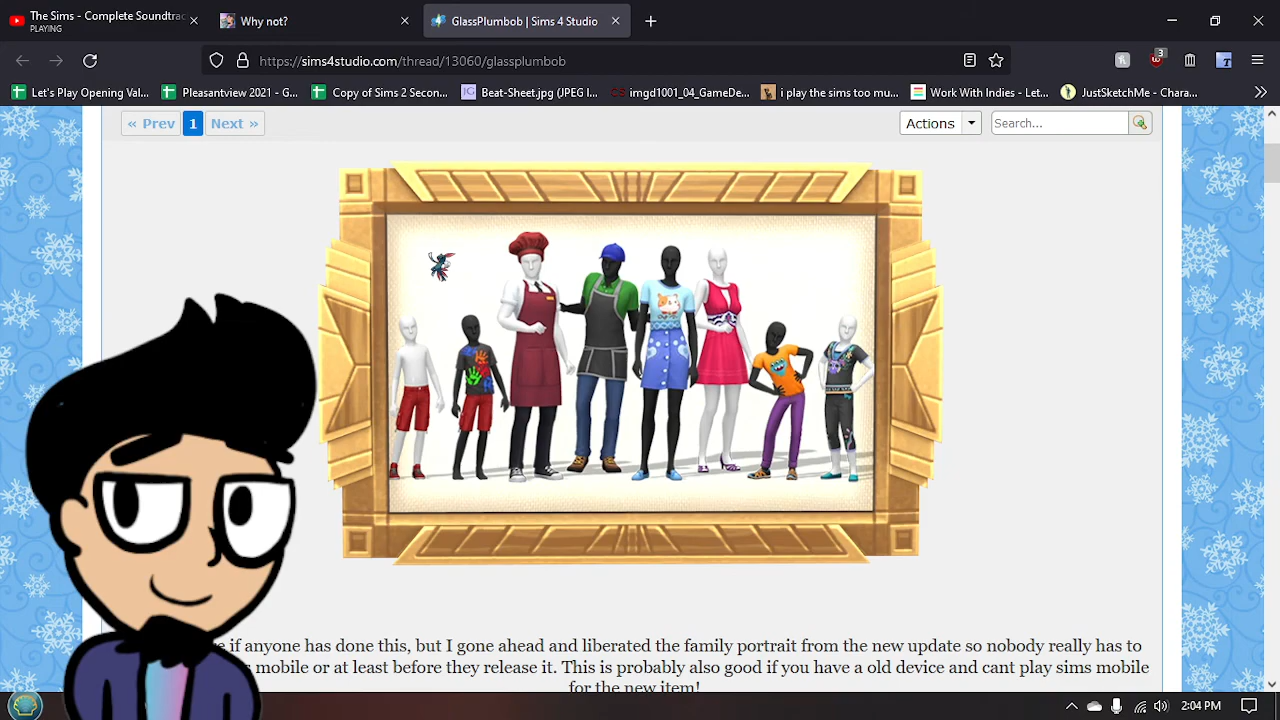 The Sims - Complete Soundtrac
PLAYING
Why not?
GlassPlumbob | Sims 4 Studio
https://sims4studio.com/thread/13060/glassplumbob
3
Let's Play Opening Val...
Pleasantview 2021 - G...
Copy of Sims 2 Secon...
JG Beat-Sheet.jpg (JPEG I...
CS imgd1001_04_GameDe...
i play the sims too mu...
Work With Indies - Let...
JustSketchMe - Chara...
« Prev 1 Next »
Actions
Search...
if anyone has done this, but I gone ahead and liberated the family portrait from the new update so nobody really has to
mobile or at least before they release it. This is probably also good if you have a old device and cant play sims mobile
for the new item!
2:04 PM